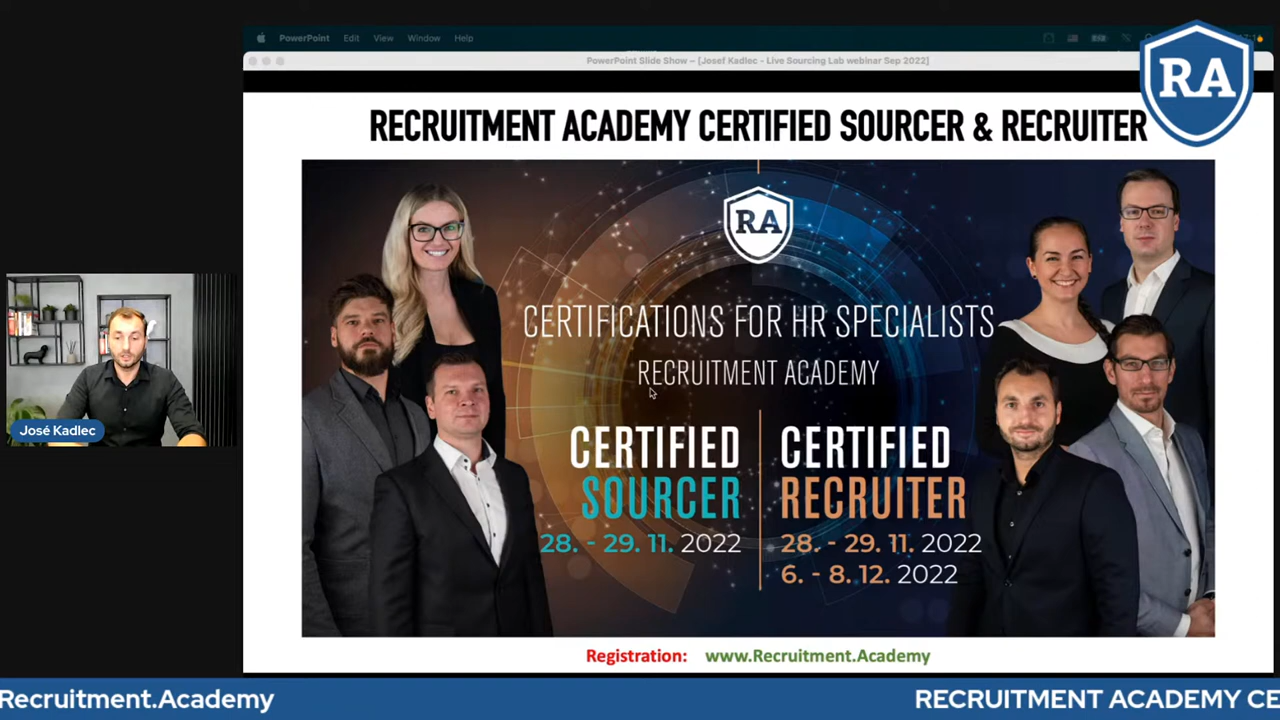 PowerPoint Edit View Window Help
PowerPoint Slide Show – [Josef Kadlec - Live Sourcing Lab webinar Sep 2022]
RA
RECRUITMENT ACADEMY CERTIFIED SOURCER & RECRUITER
RA
CERTIFICATIONS FOR HR SPECIALISTS
RECRUITMENT ACADEMY
CERTIFIED
SOURCER
28. - 29. 11. 2022
CERTIFIED
RECRUITER
28. - 29. 11. 2022
6. - 8. 12. 2022
José Kadlec
Registration: www.Recruitment.Academy
Recruitment.Academy
RECRUITMENT ACADEMY CE